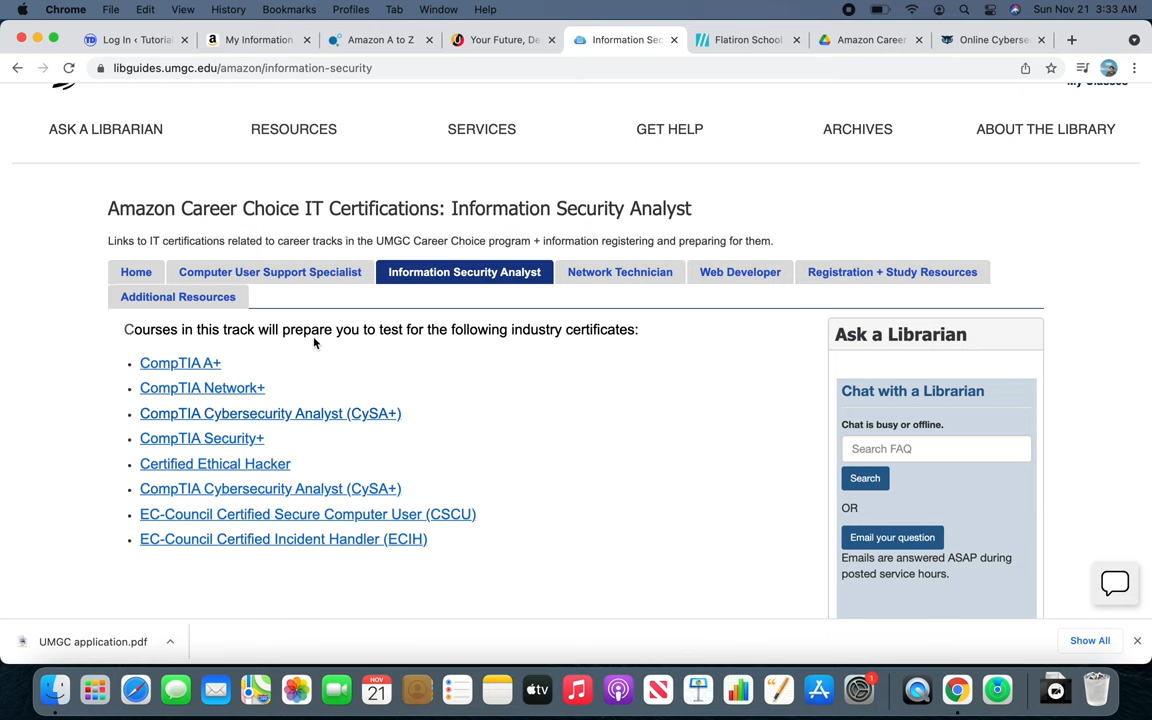 Chrome File Edit View History Bookmarks Profiles Tab Window Help Sun Nov 21 3:33 AM
Log In ‹ Tutorial My Information Amazon A to Z Your Future, De Information Sec Flatiron School Amazon Career Online Cyberse
libguides.umgc.edu/amazon/information-security
My Classes
ASK A LIBRARIAN RESOURCES SERVICES GET HELP ARCHIVES ABOUT THE LIBRARY
Amazon Career Choice IT Certifications: Information Security Analyst
Links to IT certifications related to career tracks in the UMGC Career Choice program + information registering and preparing for them.
Home Computer User Support Specialist Information Security Analyst Network Technician Web Developer Registration + Study Resources
Additional Resources
Courses in this track will prepare you to test for the following industry certificates:
CompTIA A+
CompTIA Network+
CompTIA Cybersecurity Analyst (CySA+)
CompTIA Security+
Certified Ethical Hacker
CompTIA Cybersecurity Analyst (CySA+)
EC-Council Certified Secure Computer User (CSCU)
EC-Council Certified Incident Handler (ECIH)
Ask a Librarian
Chat with a Librarian
Chat is busy or offline.
Search FAQ
Search
OR
Email your question
Emails are answered ASAP during
posted service hours.
UMGC application.pdf Show All
NOV
21
tv
1